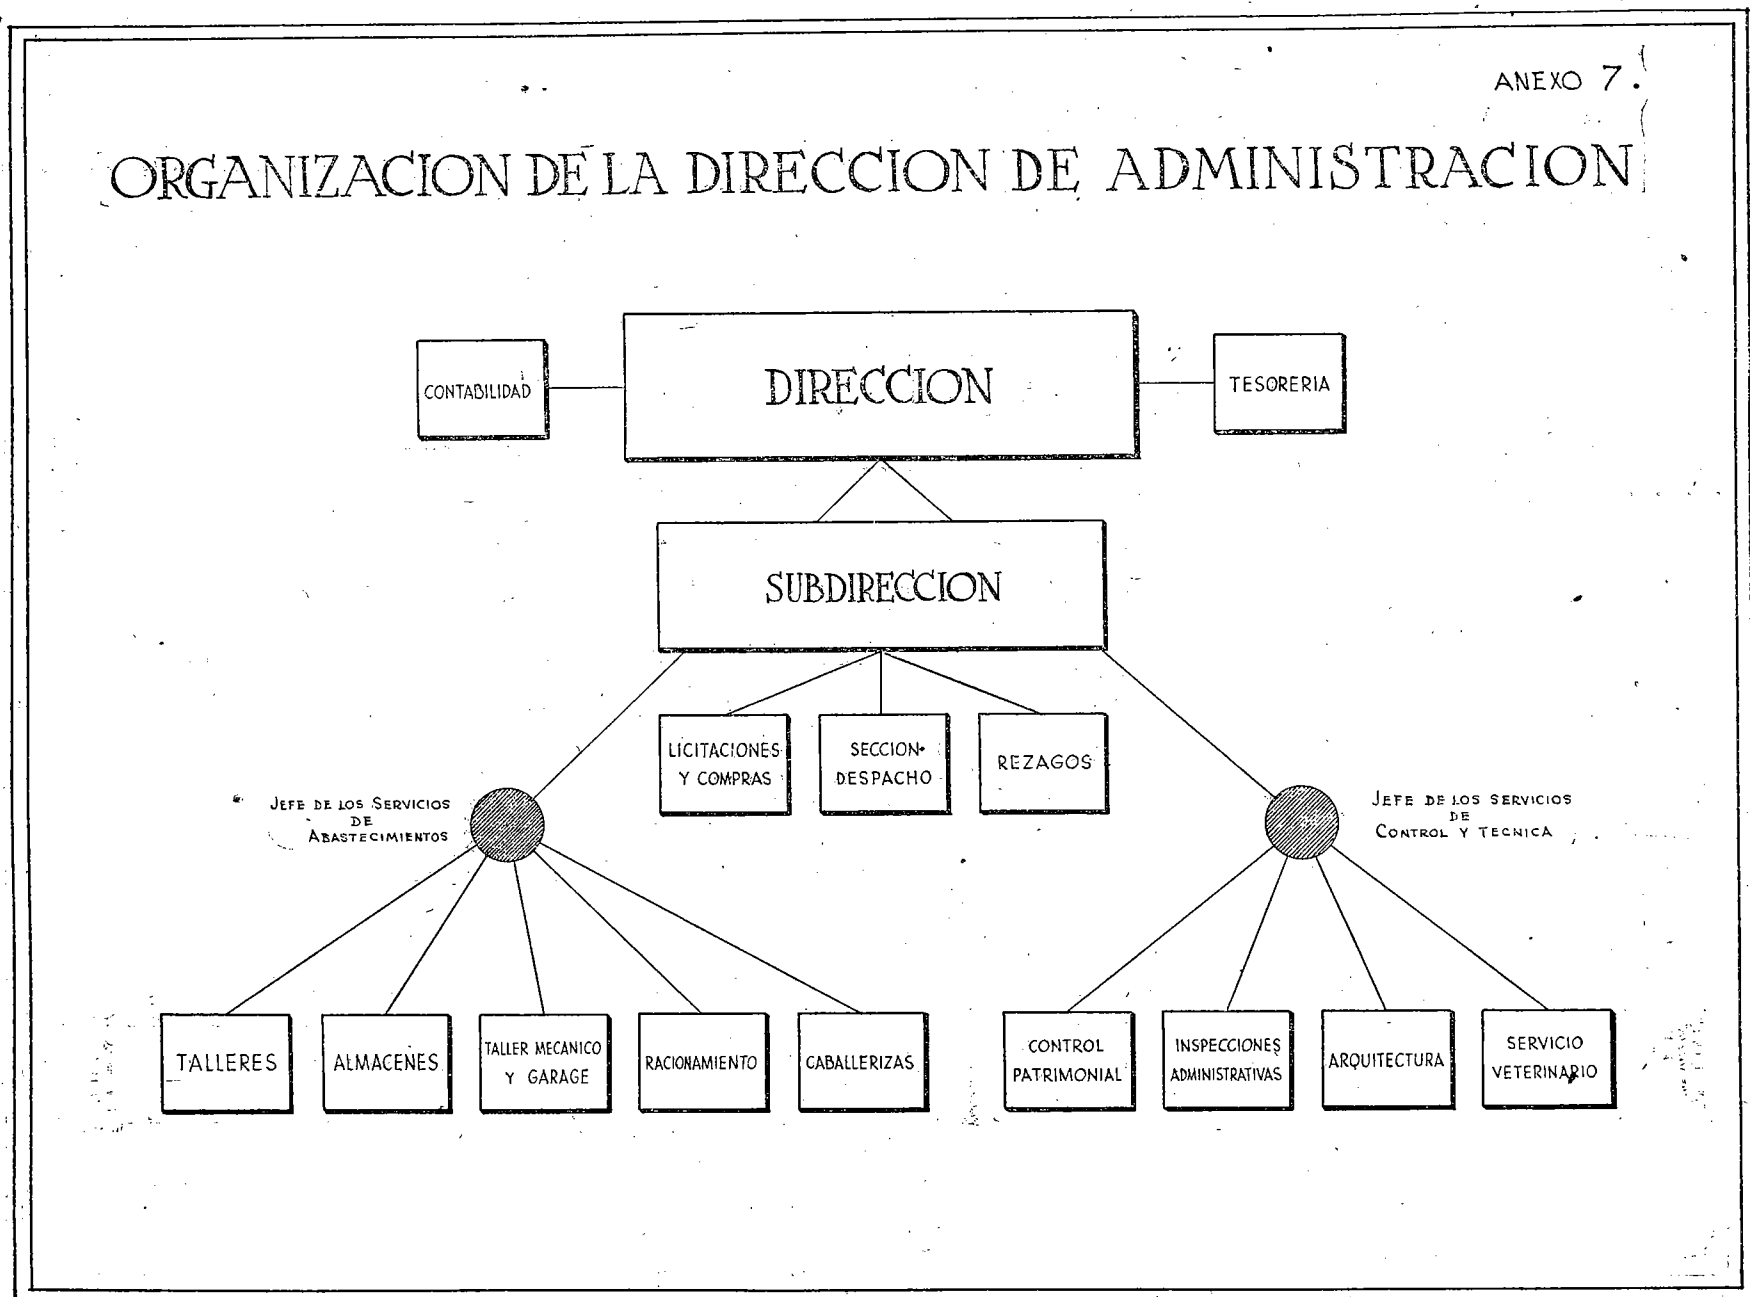 ANEXO 7.
ORGANIZACION DE LA DIRECCION DE ADMINISTRACION
CONTABILIDAD
DIRECCION
TESORERIA
SUBDIRECCION
LICITACIONES
Y COMPRAS
SECCION
DESPACHO
REZAGOS
JEFE DE LOS SERVICIOS
DE
ABASTECIMIENTOS
JEFE DE LOS SERVICIOS
DE
CONTROL Y TECNICA
TALLERES
ALMACENES
TALLER MECANICO
Y GARAGE
RACIONAMIENTO
CABALLERIZAS
CONTROL
PATRIMONIAL
INSPECCIONES
ADMINISTRATIVAS
ARQUITECTURA
SERVICIO
VETERINARIO